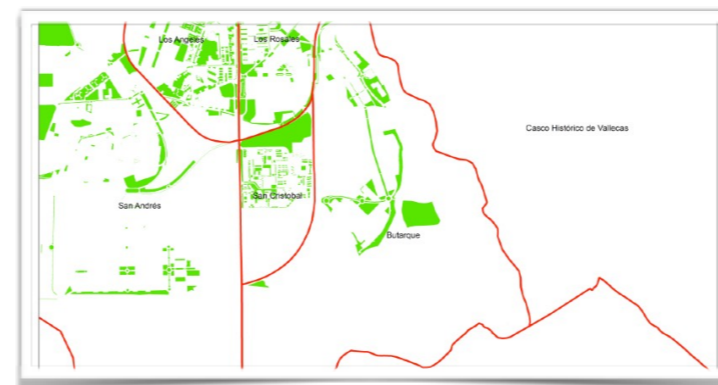 Los Angeles
Los Rosales
Casco Histórico de Vallecas
San Cristobal
San Andrés
Butarque